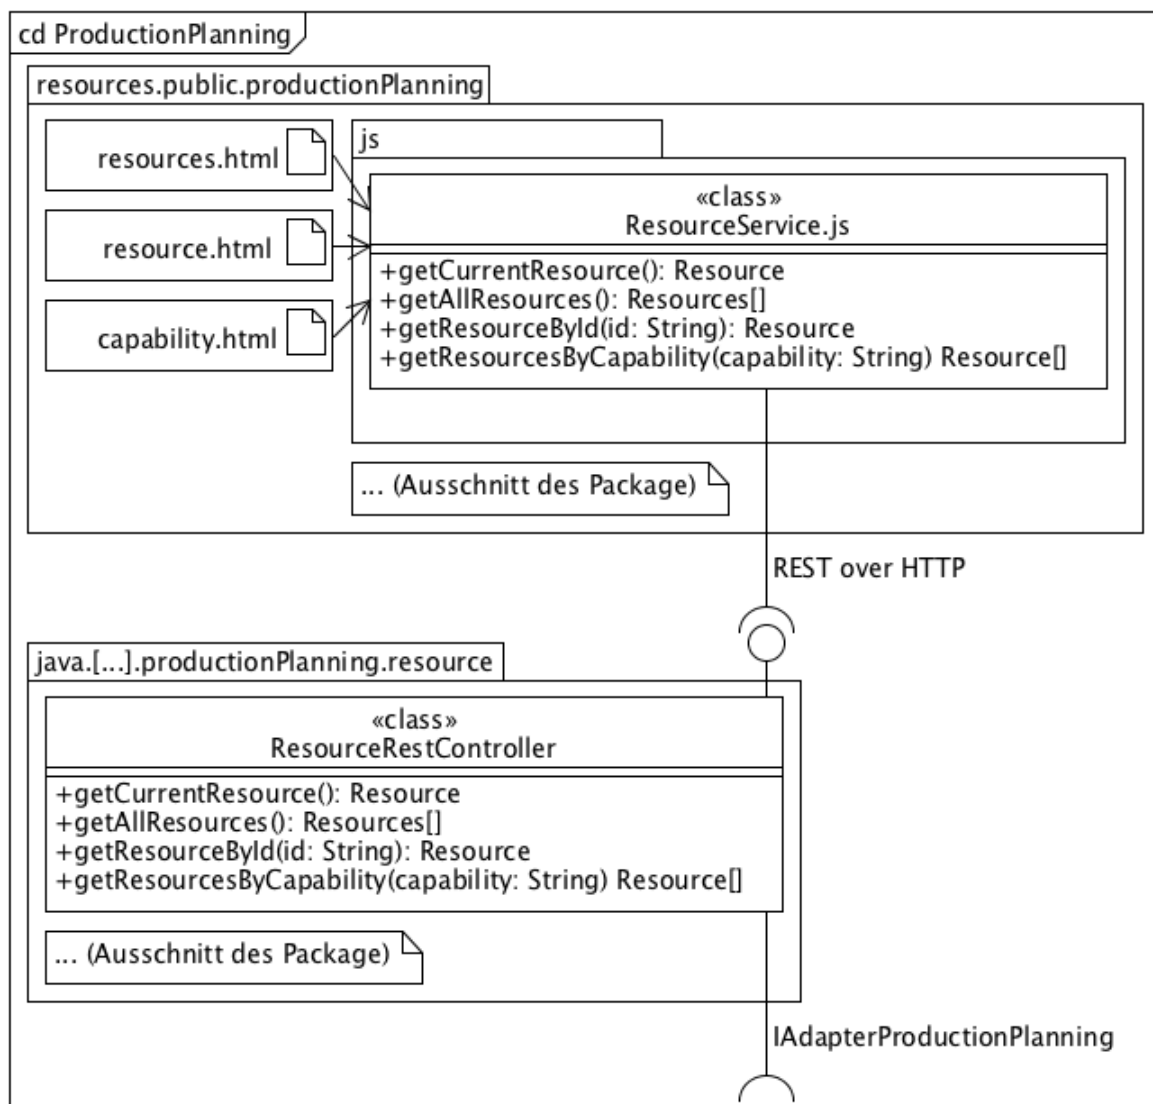 cd ProductionPlanning
resources.public.productionPlanning
resources.html
js
«class»
ResourceService.js
resource.html
+getCurrentResource(): Resource
+getAllResources(): Resources[]
capability.html
+getResourceById(id: String): Resource
+getResourcesByCapability(capability: String) Resource[]
... (Ausschnitt des Package)
REST over HTTP
java.[...].productionPlanning.resource
«class»
ResourceRestController
+getCurrentResource(): Resource
+getAllResources(): Resources[]
+getResourceById(id: String): Resource
+getResourcesByCapability(capability: String) Resource[]
... (Ausschnitt des Package)
IAdapterProductionPlanning